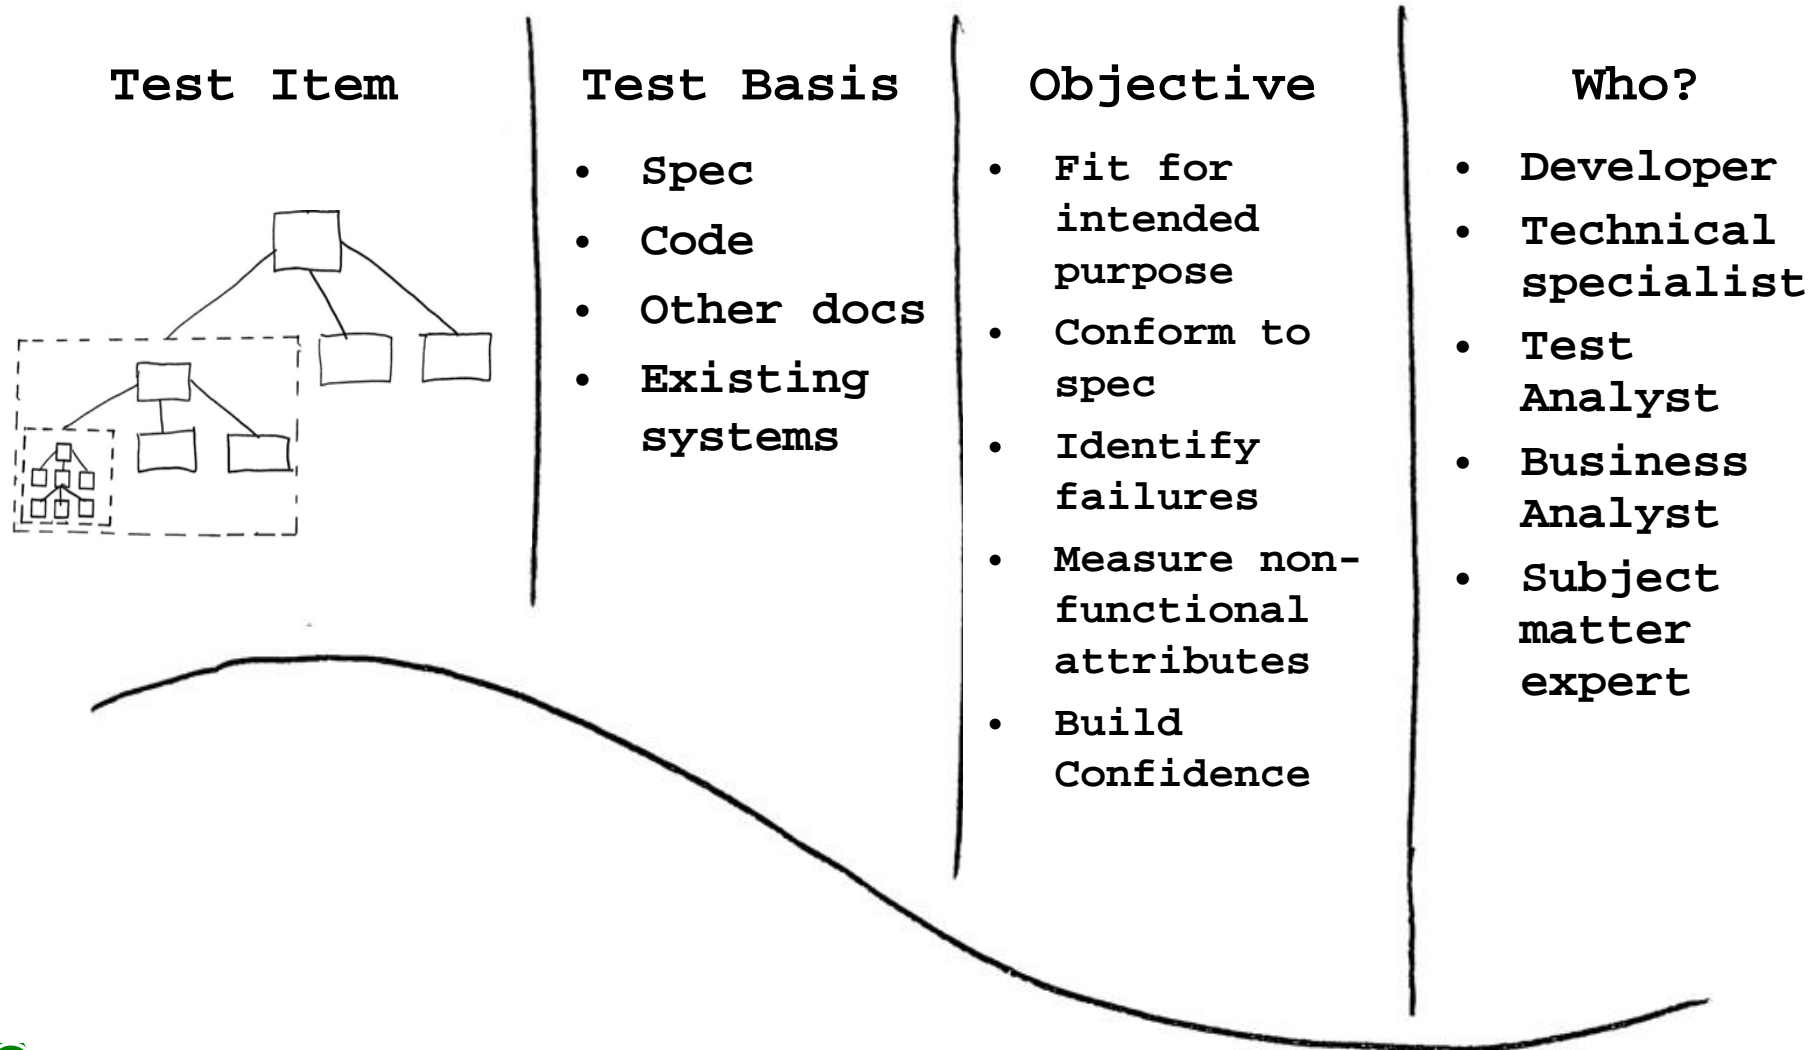 Test Item
Test Basis
• Spec
• Code
• Other docs
• Existing
systems
Objective
• Fit for
intended
purpose
• Conform to
spec
• Identify
failures
• Measure non-
functional
attributes
• Build
Confidence
Who?
• Developer
• Technical
specialist
• Test
Analyst
• Business
Analyst
• Subject
matter
expert